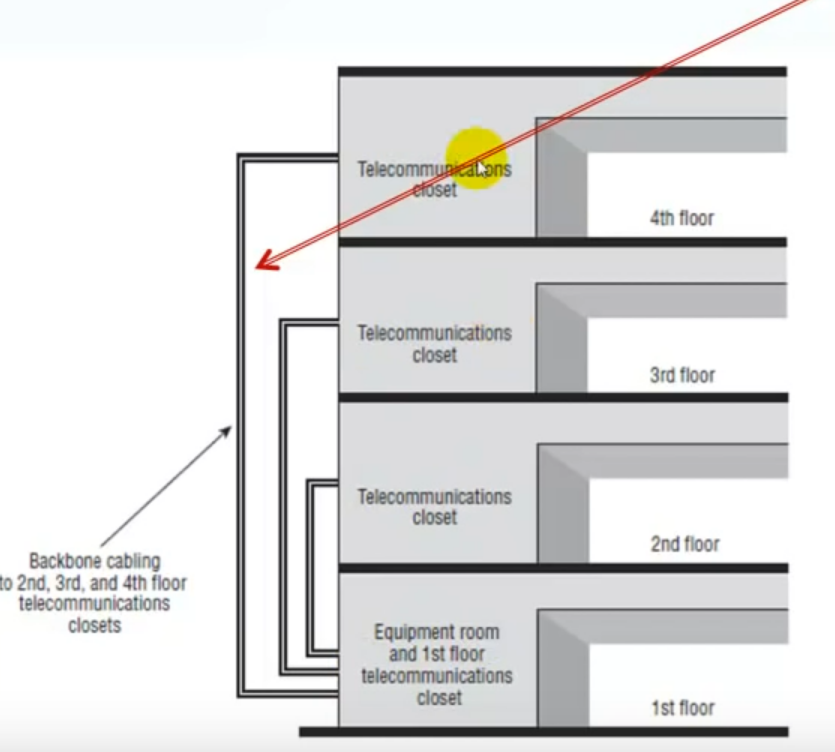 Telecommunications
closet
4th floor
Telecommunications
closet
3rd floor
Telecommunications
closet
2nd floor
Backbone cabling
to 2nd, 3rd, and 4th floor
telecommunications
closets
Equipment room
and 1st floor
telecommunications
closet
1st floor